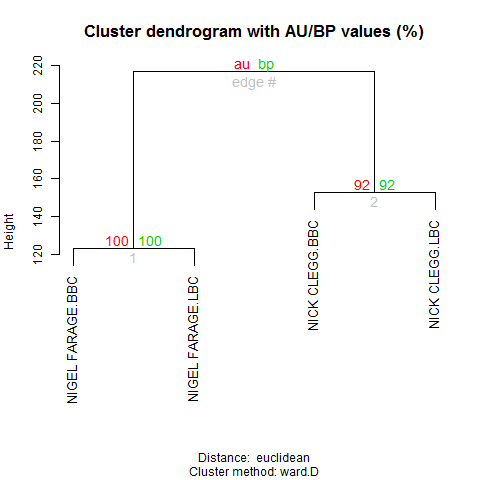 Cluster dendrogram with AU/BP values (%)
220
200
180
160
140
120
Height
au bp
edge #
92 92
2
100 100
1
NIGEL FARAGE.BBC
NIGEL FARAGE.LBC
NICK CLEGG.BBC
NICK CLEGG.LBC
Distance: euclidean
Cluster method: ward.D